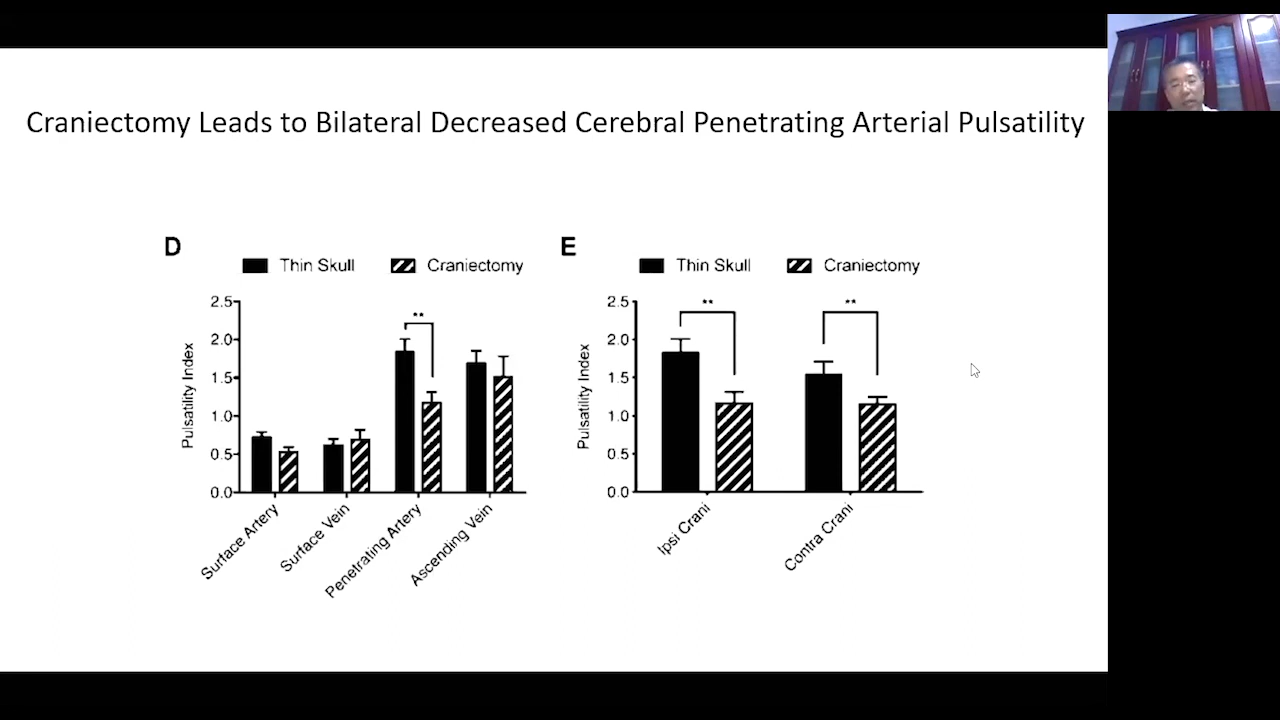 Craniectomy Leads to Bilateral Decreased Cerebral Penetrating Arterial Pulsatility
D
Thin Skull
Craniectomy
2.5
2.0
1.5
1.0
0.5
0.0
Pulsatility Index
**
Surface Artery
Surface Vein
Penetrating Artery
Ascending Vein
E
Thin Skull
Craniectomy
2.5
2.0
1.5
1.0
0.5
0.0
Pulsatility Index
**
**
Ipsi Crani
Contra Crani